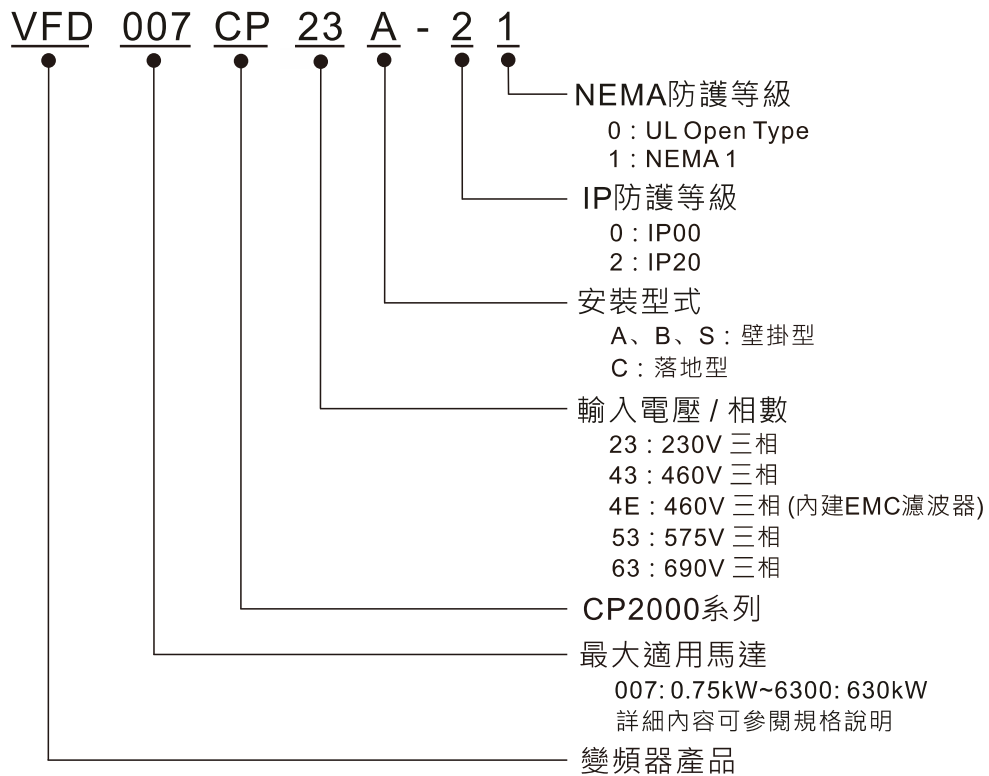 VFD 007 CP 23 A - 2 1
NEMA防護等級
0 : UL Open Type
1 : NEMA 1
IP防護等級
0 : IP00
2 : IP20
安裝型式
A、B、S : 壁掛型
C : 落地型
輸入電壓 / 相數
23 : 230V 三相
43 : 460V 三相
4E : 460V 三相 (內建EMC濾波器)
53 : 575V 三相
63 : 690V 三相
CP2000系列
最大適用馬達
007: 0.75kW~6300: 630kW
詳細內容可參閱規格說明
變頻器產品